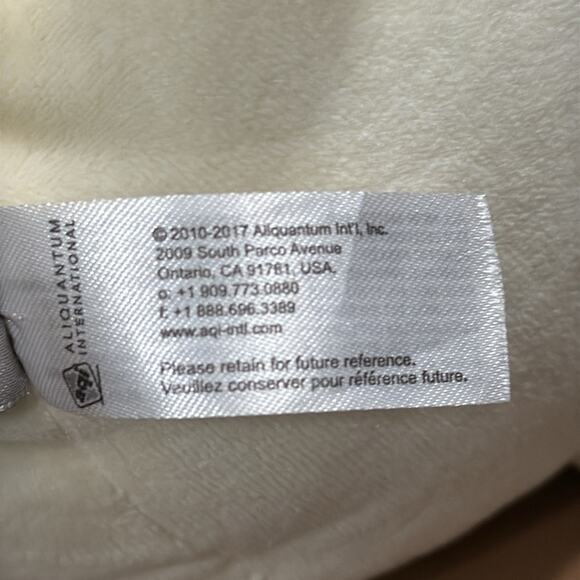 ALIQUANTUM
INTERNATIONAL
© 2010-2017 Aliquantum Int'l, Inc.
2009 South Parco Avenue
Ontario, CA 91761, USA.
o. +1 909.773.0880
f. +1 888.696.3389
www.aqi-intl.com
Please retain for future reference.
Veuillez conserver pour référence future.